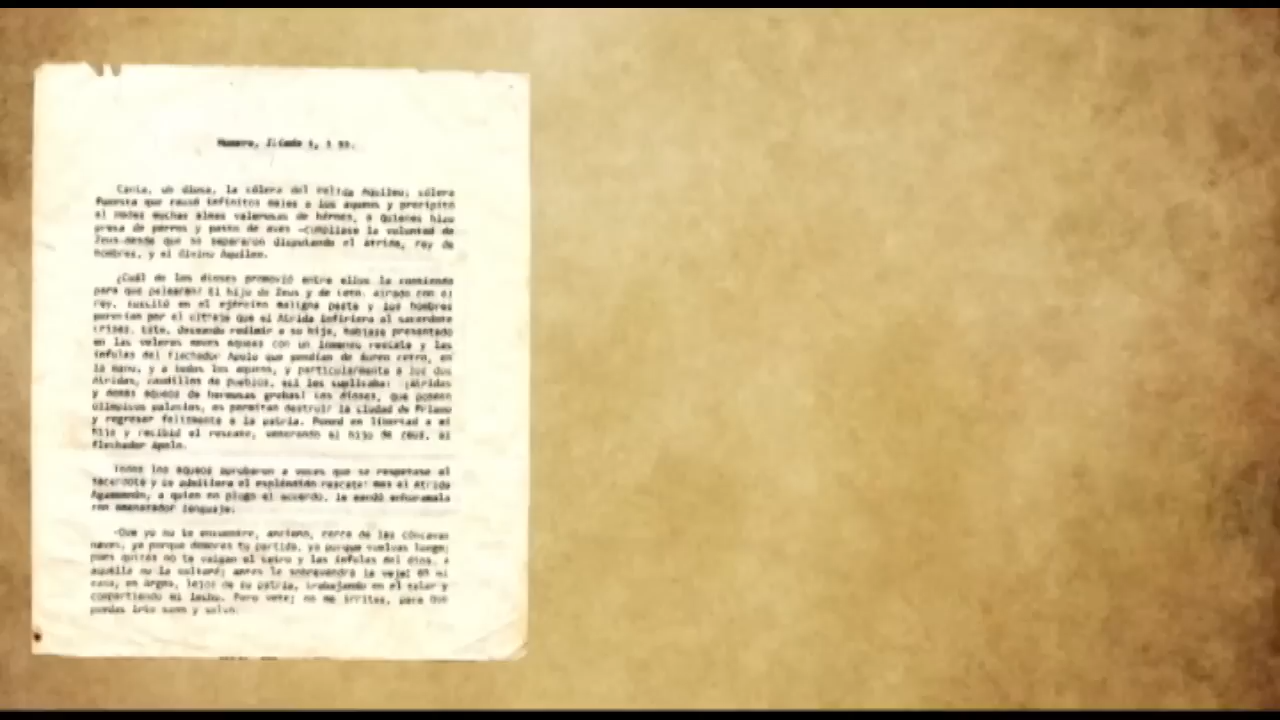 Homero, Ilíada 1, 1 ss.
Canta, oh diosa, la cólera del Pelida Aquileo; cólera
funesta que causó infinitos males a los aqueos y precipitó
al Hades muchas almas valerosas de héroes, a quienes hizo
presa de perros y pasto de aves —cumplíase la voluntad de
Zeus—desde que se separaron disputando el Atrida, rey de
hombres, y el divino Aquileo.
¿Cuál de los dioses promovió entre ellos la contienda
para que pelearan? El hijo de Zeus y de Leto. Airado con el
rey, suscitó en el ejército maligna peste y los hombres
perecían por el ultraje que el Atrida infiriera al sacerdote
Crises. Este, deseando redimir a su hija, habíase presentado
en las veleras naves aqueas con un inmenso rescate y las
ínfulas del flechador Apolo que pendían de áureo cetro, en
la mano; y a todos los aqueos, y particularmente a los dos
Atridas, caudillos de pueblos, así les suplicaba: ¡Atridas
y demás aqueos de hermosas grebas! Los dioses, que poseen
olímpicos palacios, os permitan destruir la ciudad de Príamo
y regresar felizmente a la patria. Poned en libertad a mi
hija y recibid el rescate, venerando al hijo de Zeus, al
flechador Apolo.
Todos los aqueos aprobaron a voces que se respetase al
sacerdote y se admitiera el espléndido rescate: mas el Atrida
Agamenón, a quien no plugo el acuerdo, le mandó enhoramala
con amenazador lenguaje:
-Que yo no te encuentre, anciano, cerca de las cóncavas
naves, ya porque demores tu partida, ya porque vuelvas luego;
pues quizás no te valgan el cetro y las ínfulas del dios. A
aquélla no la soltaré; antes le sobrevendrá la vejez en mi
casa, en Argos, lejos de su patria, trabajando en el telar y
compartiendo mi lecho. Pero vete; no me irrites, para que
puedas irte sano y salvo.